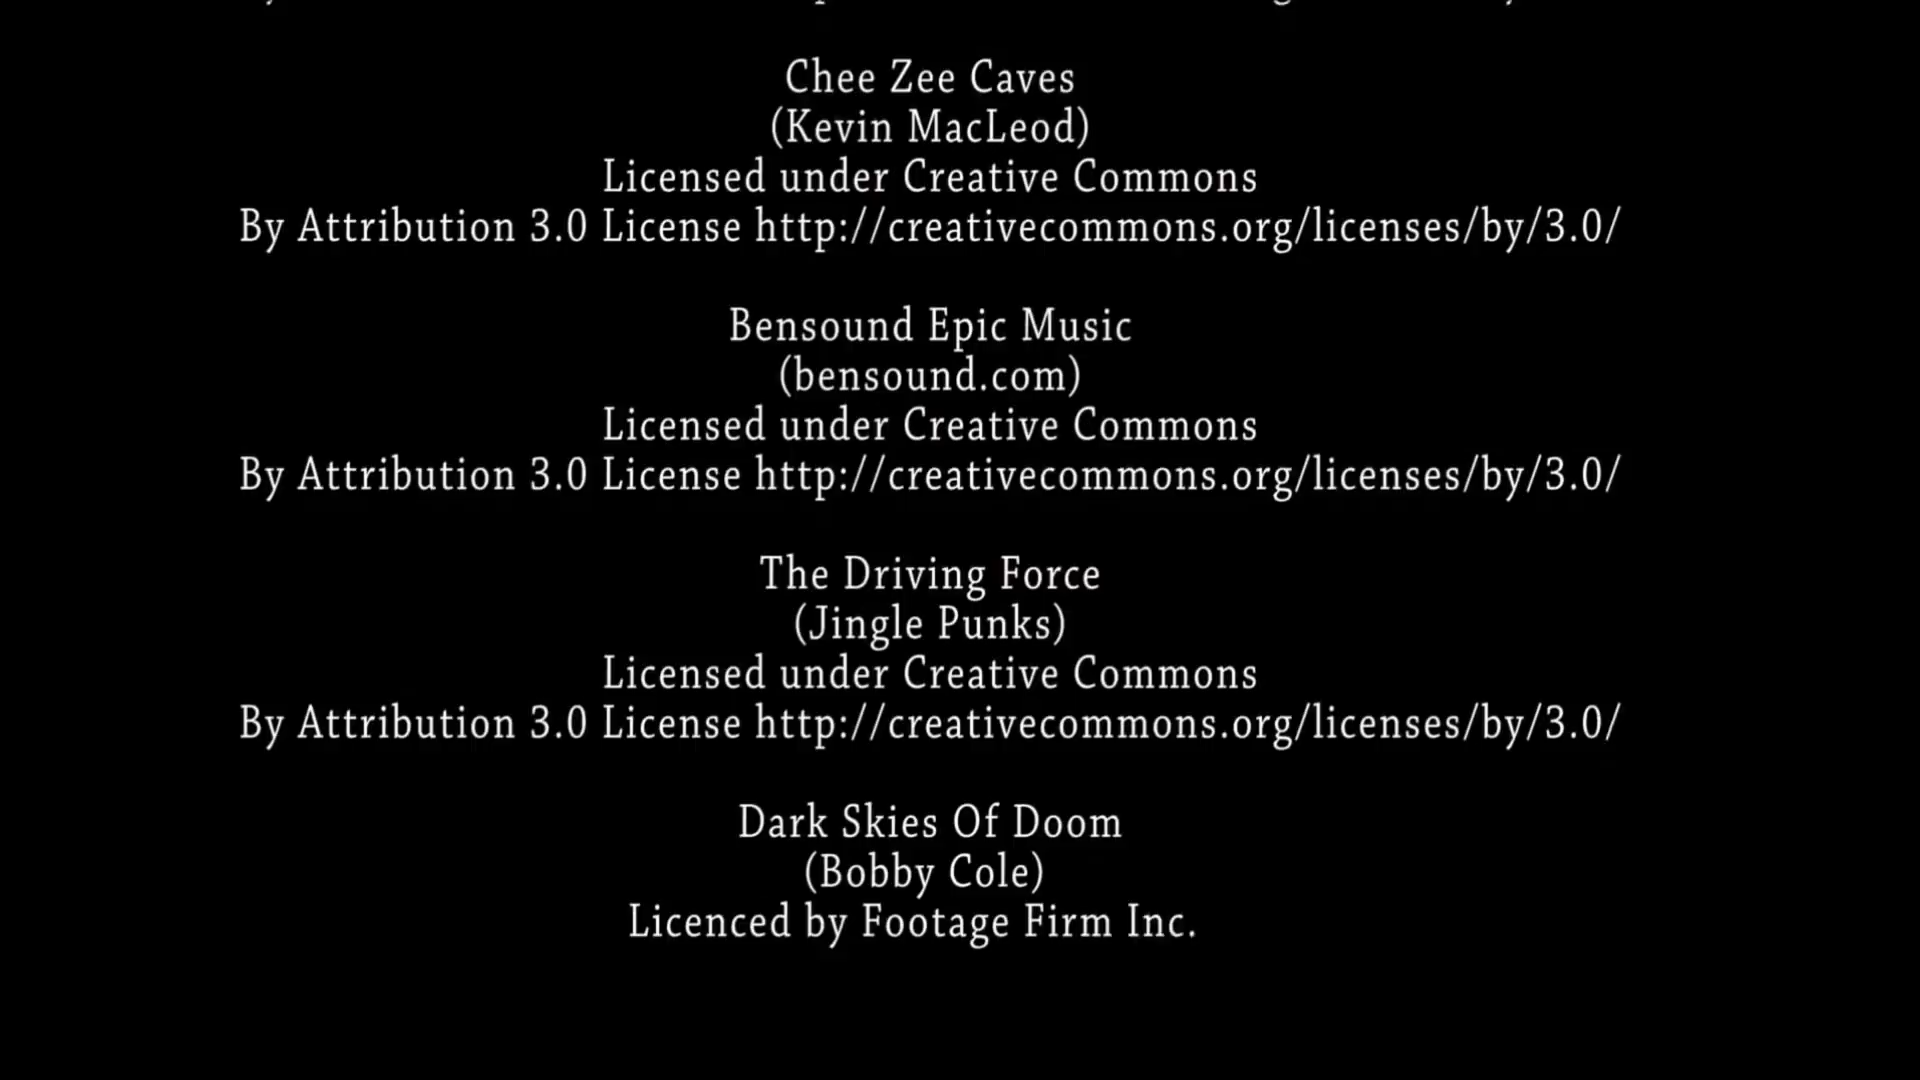 Chee Zee Caves
(Kevin MacLeod)
Licensed under Creative Commons
By Attribution 3.0 License http://creativecommons.org/licenses/by/3.0/
Bensound Epic Music
(bensound.com)
Licensed under Creative Commons
By Attribution 3.0 License http://creativecommons.org/licenses/by/3.0/
The Driving Force
(Jingle Punks)
Licensed under Creative Commons
By Attribution 3.0 License http://creativecommons.org/licenses/by/3.0/
Dark Skies Of Doom
(Bobby Cole)
Licenced by Footage Firm Inc.